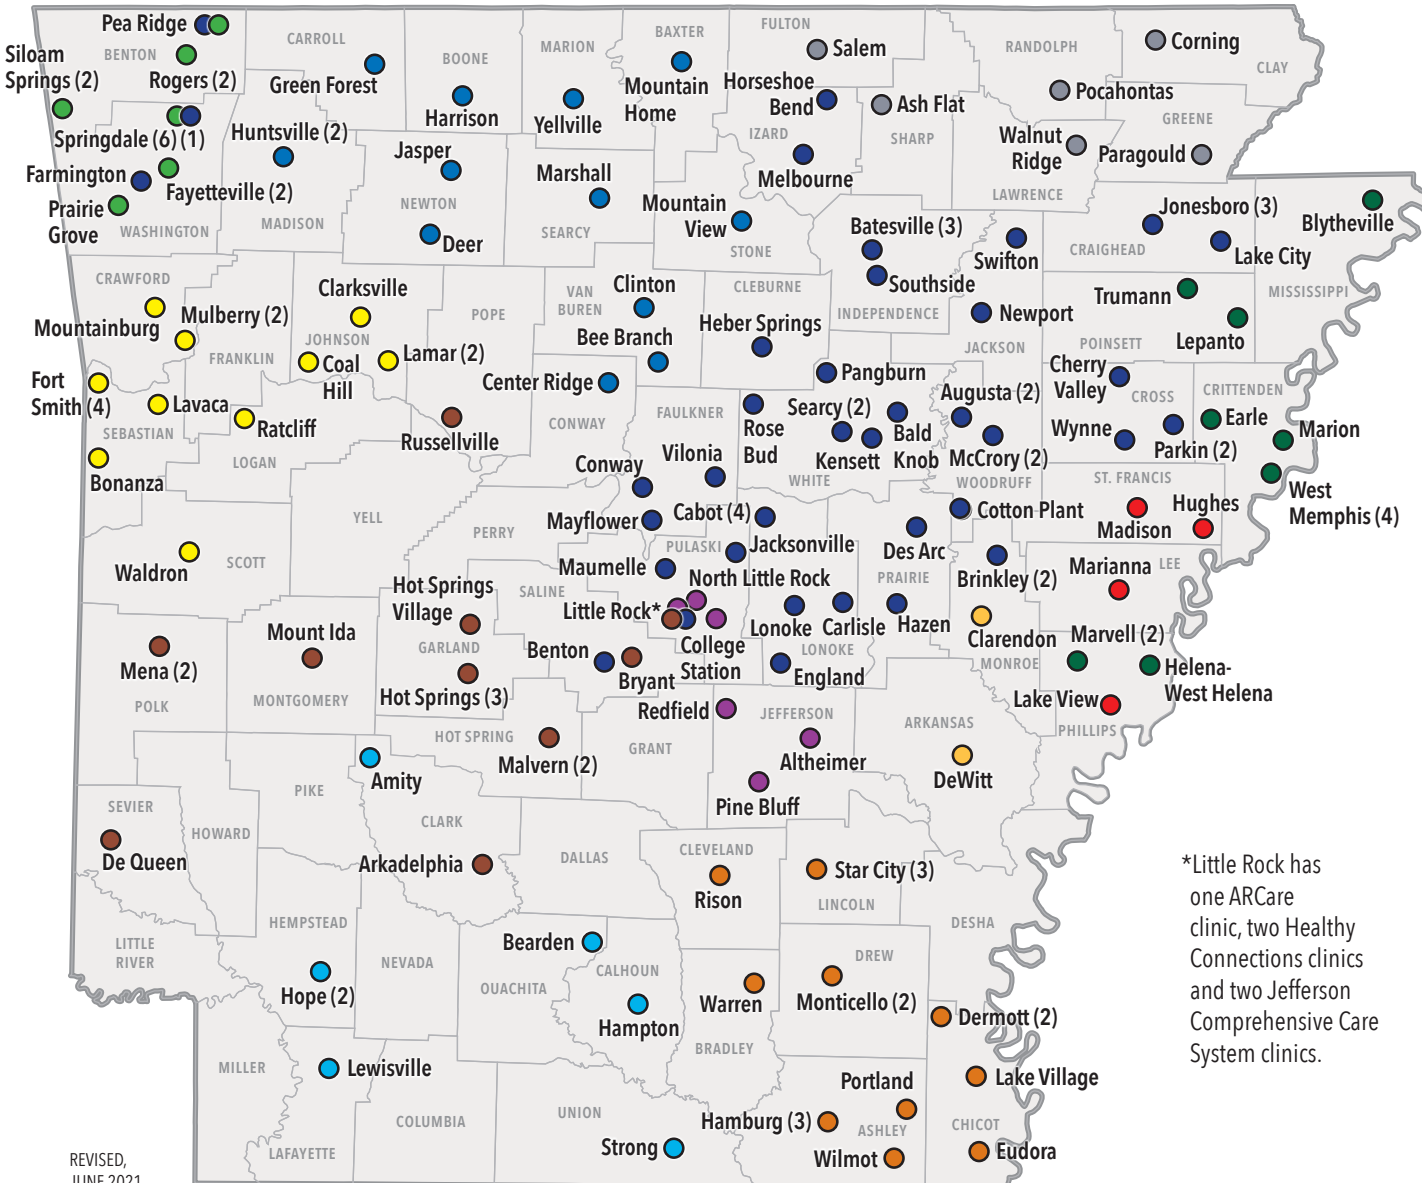 Pea Ridge
Siloam
Springs (2)
BENTON
Rogers (2)
CARROLL
Green Forest
BOONE
Harrison
MARION
Yellville
BAXTER
Mountain
Home
FULTON
Salem
Horseshoe
Bend
Ash Flat
IZARD
SHARP
Melbourne
RANDOLPH
Corning
CLAY
Pocahontas
GREENE
Walnut
Ridge
Paragould
LAWRENCE
Springdale (6) (1)
Huntsville (2)
Farmington
Fayetteville (2)
Prairie
Grove
WASHINGTON
MADISON
Jasper
NEWTON
Deer
Marshall
SEARCY
Mountain
View
STONE
Batesville (3)
Southside
INDEPENDENCE
Swifton
Newport
JACKSON
Jonesboro (3)
CRAIGHEAD
Lake City
Blytheville
MISSISSIPPI
Trumann
Lepanto
POINSETT
CRAWFORD
Mountainburg
Mulberry (2)
FRANKLIN
Clarksville
JOHNSON
Coal
Hill
Lamar (2)
POPE
VAN
BUREN
Clinton
Bee Branch
Center Ridge
CLEBURNE
Heber Springs
Pangburn
Fort
Smith (4)
Lavaca
SEBASTIAN
Ratcliff
Bonanza
LOGAN
Russellville
CONWAY
FAULKNER
Rose
Bud
Searcy (2)
Kensett
Bald
Knob
WHITE
Augusta (2)
McCrory (2)
WOODRUFF
Cherry
Valley
CROSS
Wynne
Parkin (2)
CRITTENDEN
Earle
Marion
West
Memphis (4)
ST. FRANCIS
Madison
Hughes
Conway
Vilonia
Mayflower
Cabot (4)
PULASKI
Jacksonville
Maumelle
North Little Rock
Little Rock*
College
Station
Des Arc
PRAIRIE
Cotton Plant
Brinkley (2)
Marianna
LEE
YELL
PERRY
SCOTT
Waldron
Hot Springs
Village
SALINE
GARLAND
Hot Springs (3)
Benton
Bryant
Lonoke
Carlisle
LONOKE
Hazen
England
Clarendon
MONROE
Marvell (2)
Helena-
West Helena
Lake View
PHILLIPS
Mena (2)
POLK
Mount Ida
MONTGOMERY
HOT SPRING
Malvern (2)
GRANT
Redfield
JEFFERSON
Altheimer
Pine Bluff
ARKANSAS
DeWitt
Amity
PIKE
CLARK
SEVIER
HOWARD
De Queen
Arkadelphia
DALLAS
CLEVELAND
Rison
Star City (3)
LINCOLN
DESHA
HEMPSTEAD
LITTLE
RIVER
Hope (2)
NEVADA
Bearden
OUACHITA
CALHOUN
Hampton
Warren
BRADLEY
DREW
Monticello (2)
Dermott (2)
MILLER
Lewisville
COLUMBIA
LAFAYETTE
UNION
Strong
Portland
Hamburg (3)
ASHLEY
Wilmot
Lake Village
CHICOT
Eudora
*Little Rock has
one ARCare
clinic, two Healthy
Connections clinics
and two Jefferson
Comprehensive Care
System clinics.
REVISED,
JUNE 2021